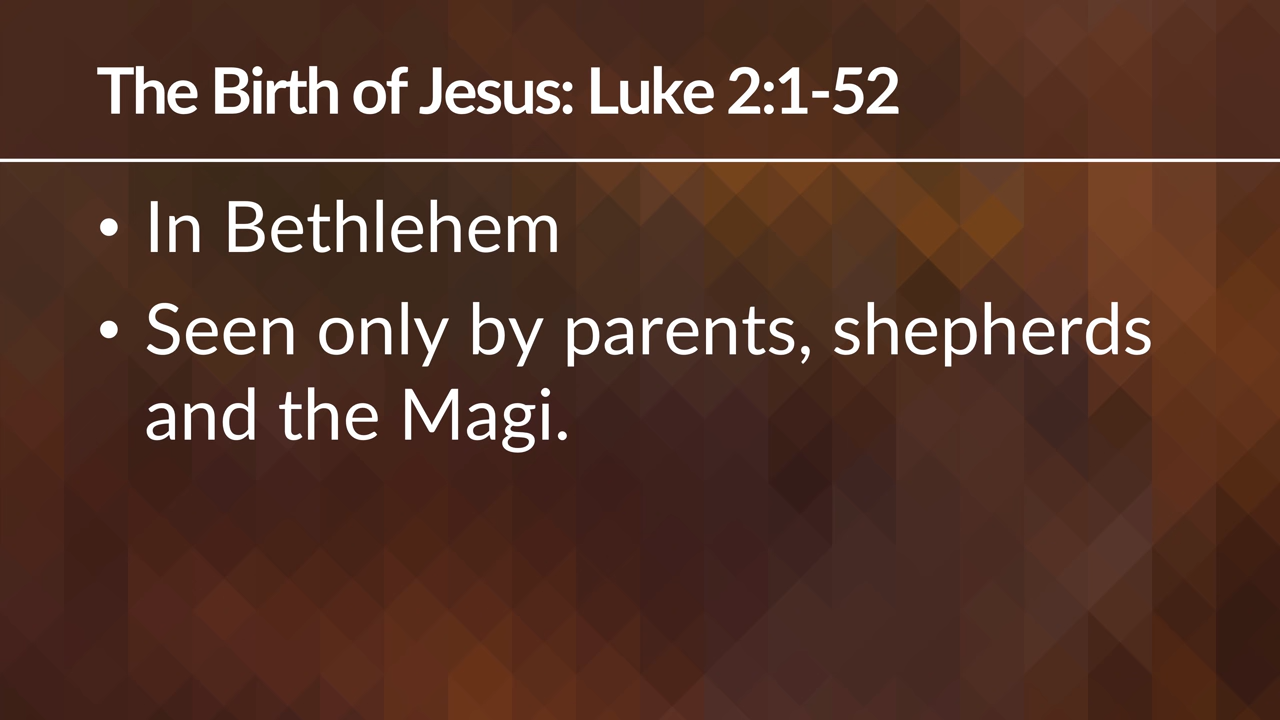 The Birth of Jesus: Luke 2:1-52
• In Bethlehem
• Seen only by parents, shepherds
and the Magi.